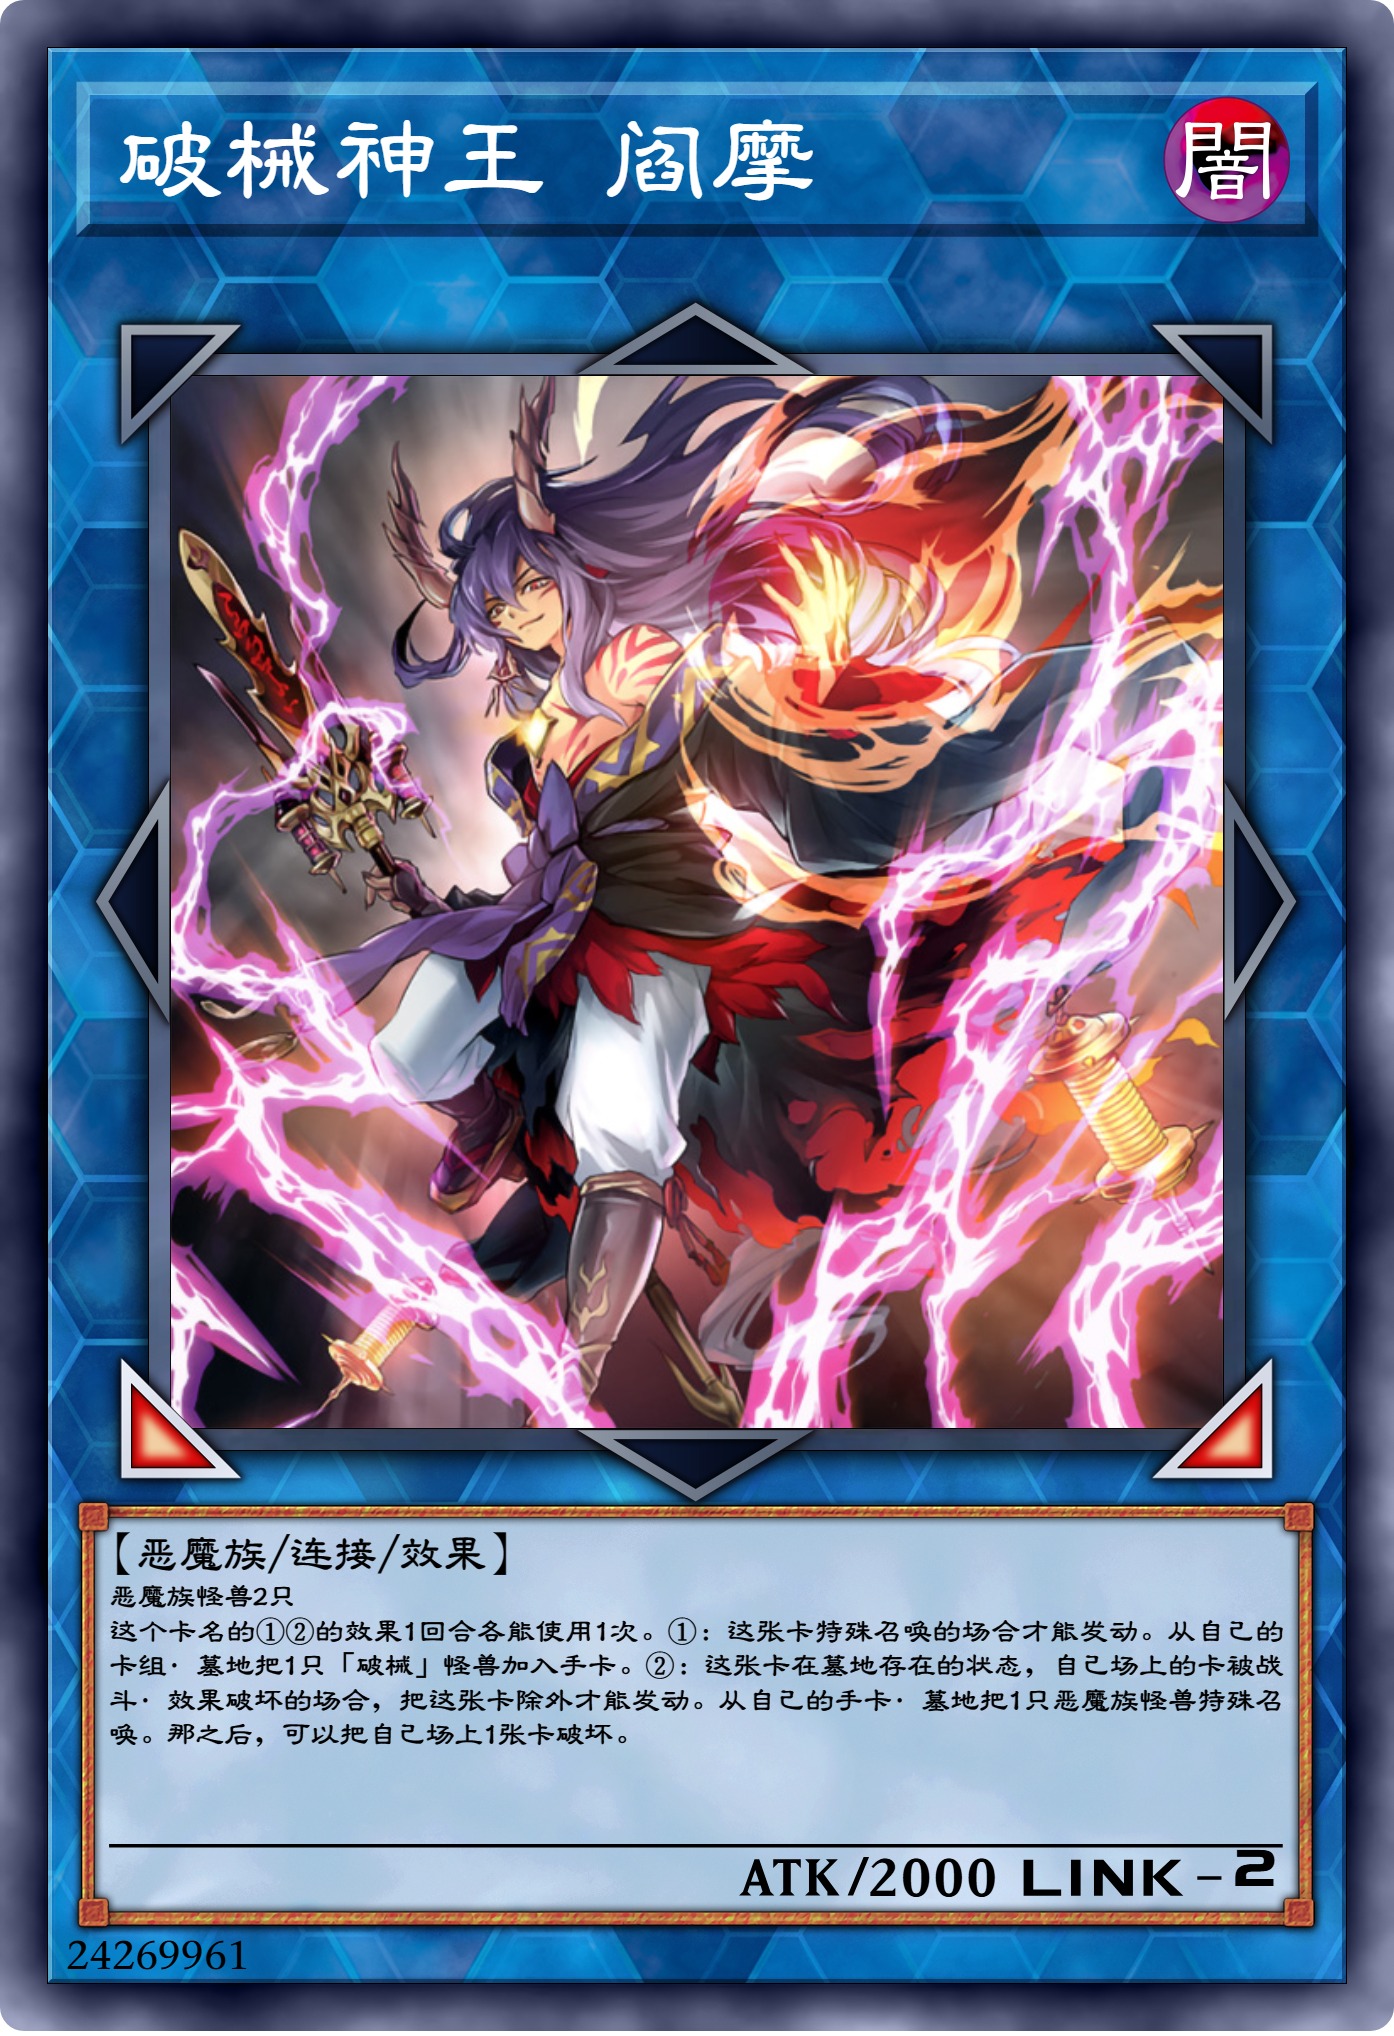 破械神王 阎摩
闇
【恶魔族/连接/效果】
恶魔族怪兽2只
这个卡名的①②的效果1回合各能使用1次。①：这张卡特殊召唤的场合才能发动。从自己的
卡组·墓地把1只「破械」怪兽加入手卡。②：这张卡在墓地存在的状态，自己场上的卡被战
斗·效果破坏的场合，把这张卡除外才能发动。从自己的手卡·墓地把1只恶魔族怪兽特殊召
唤。那之后，可以把自己场上1张卡破坏。
ATK/2000 LINK-2
24269961